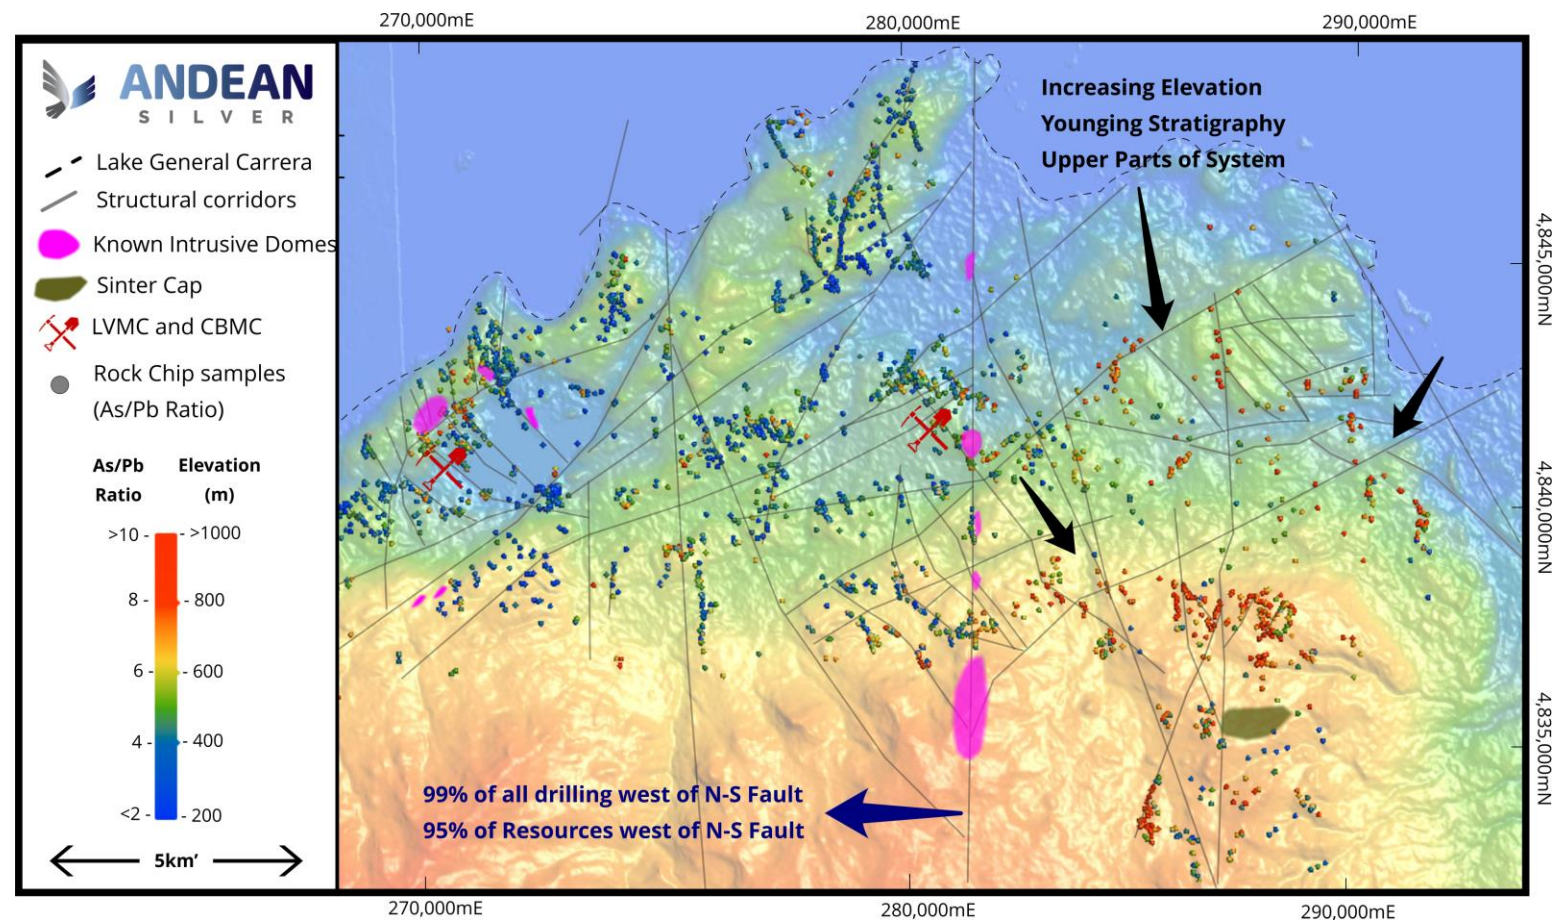 270,000mE
280,000mE
290,000mE
ANDEAN
SILVER
Lake General Carrera
Structural corridors
Known Intrusive Domes
Sinter Cap
LVMC and CBMC
Rock Chip samples
(As/Pb Ratio)
As/Pb Elevation
Ratio (m)
>10 - - >1000
8 - - 800
6 - - 600
4 - - 400
<2 - - 200
5km'
Increasing Elevation
Younging Stratigraphy
Upper Parts of System
99% of all drilling west of N-S Fault
95% of Resources west of N-S Fault
4,845,000mN
4,840,000mN
4,835,000mN
270,000mE
280,000mE
290,000mE